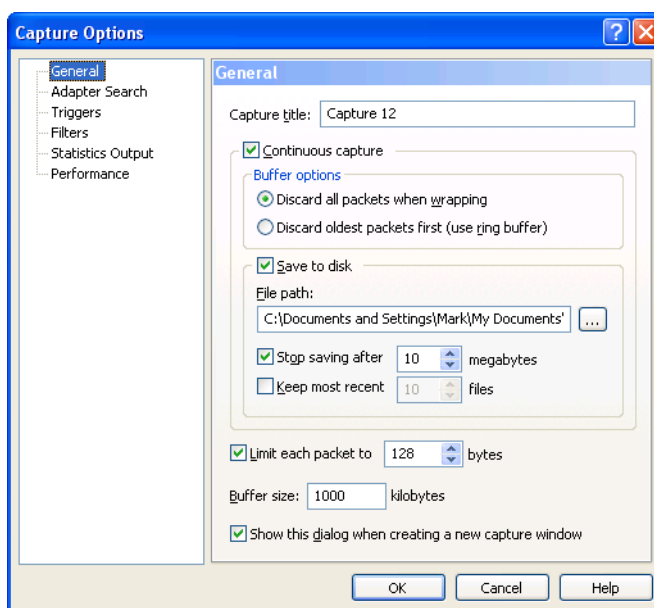 Capture Options
General
Adapter Search
Triggers
Filters
Statistics Output
Performance
General
Capture title: Capture 12
Continuous capture
Buffer options
Discard all packets when wrapping
Discard oldest packets first (use ring buffer)
Save to disk
File path:
C:\Documents and Settings\Mark\My Documents' ...
Stop saving after 10 megabytes
Keep most recent 10 files
Limit each packet to 128 bytes
Buffer size: 1000 kilobytes
Show this dialog when creating a new capture window
OK Cancel Help